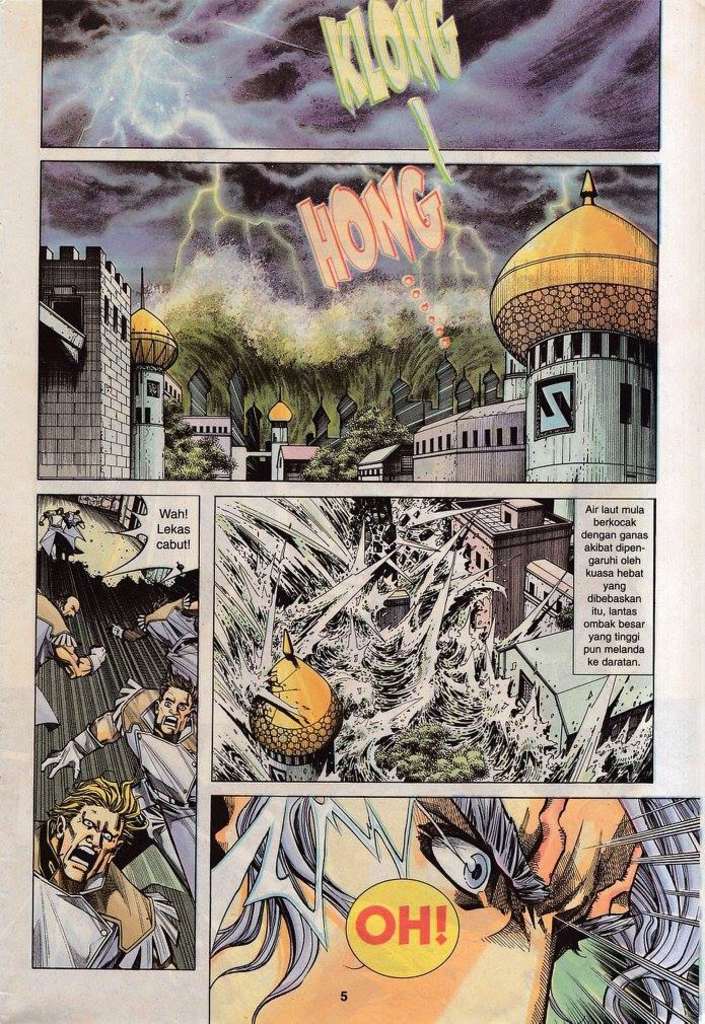 KLONG
!
HONG
Wah!
Lekas
cabut!
Air laut mula
berkocak
dengan ganas
akibat dipen-
garuhi oleh
kuasa hebat
yang
dibebaskan
itu, lantas
ombak besar
yang tinggi
pun melanda
ke daratan.
OH!
5